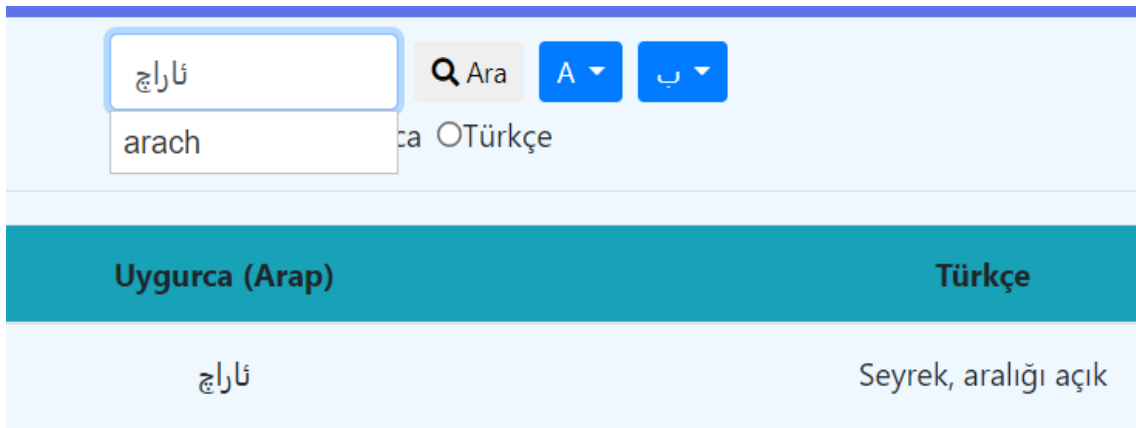 ئاراچ Ara A ب
arach ca Türkçe
Uygurca (Arap) Türkçe
ئاراچ Seyrek, aralığı açık